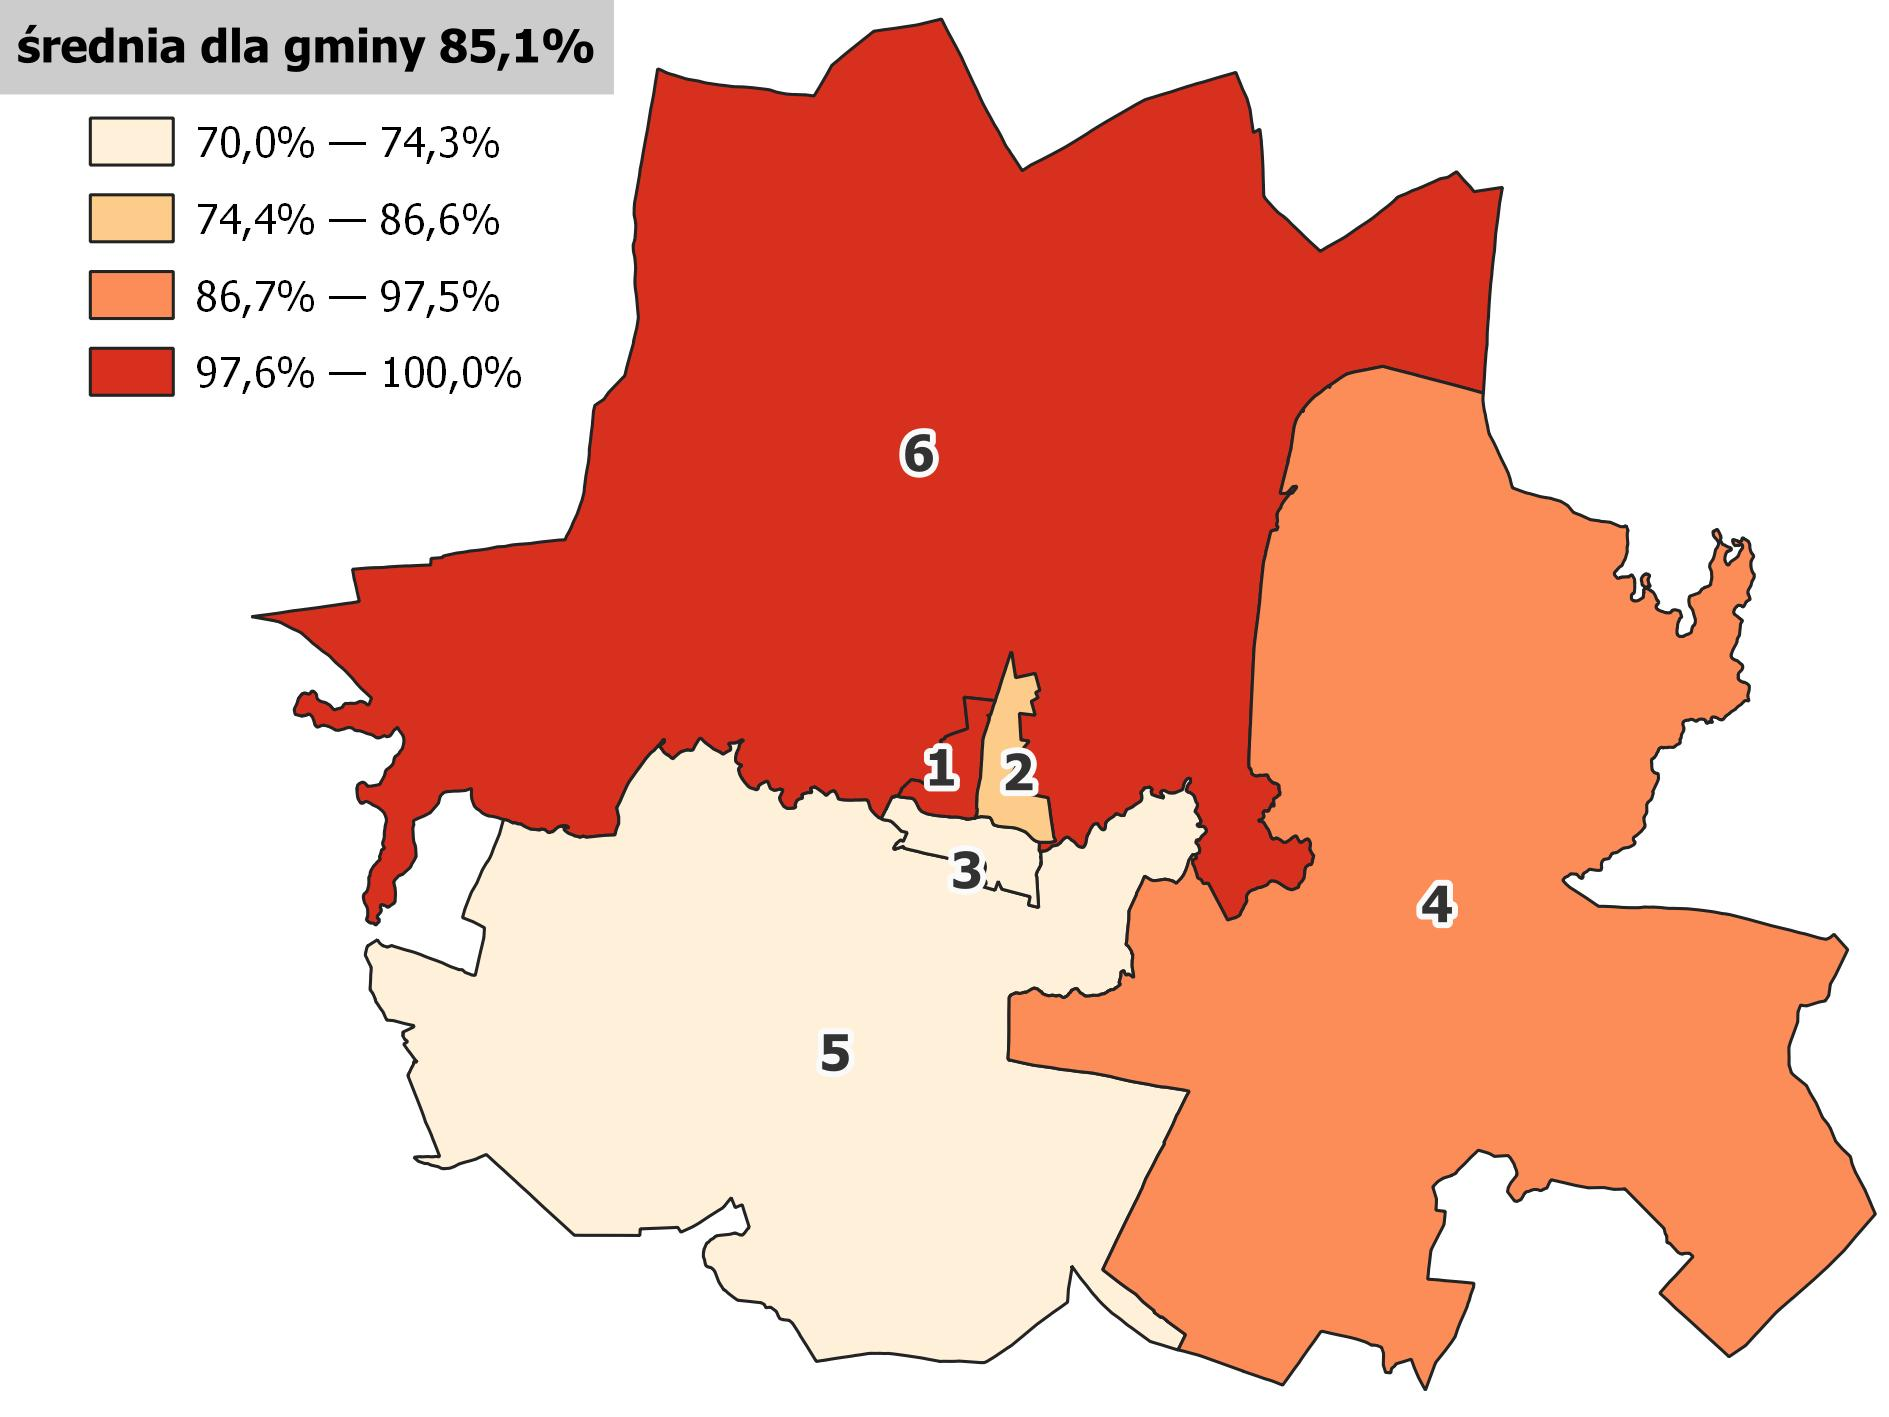 średnia dla gminy 85,1%
70,0% — 74,3%
74,4% — 86,6%
86,7% — 97,5%
97,6% — 100,0%
6
1
2
3
4
5